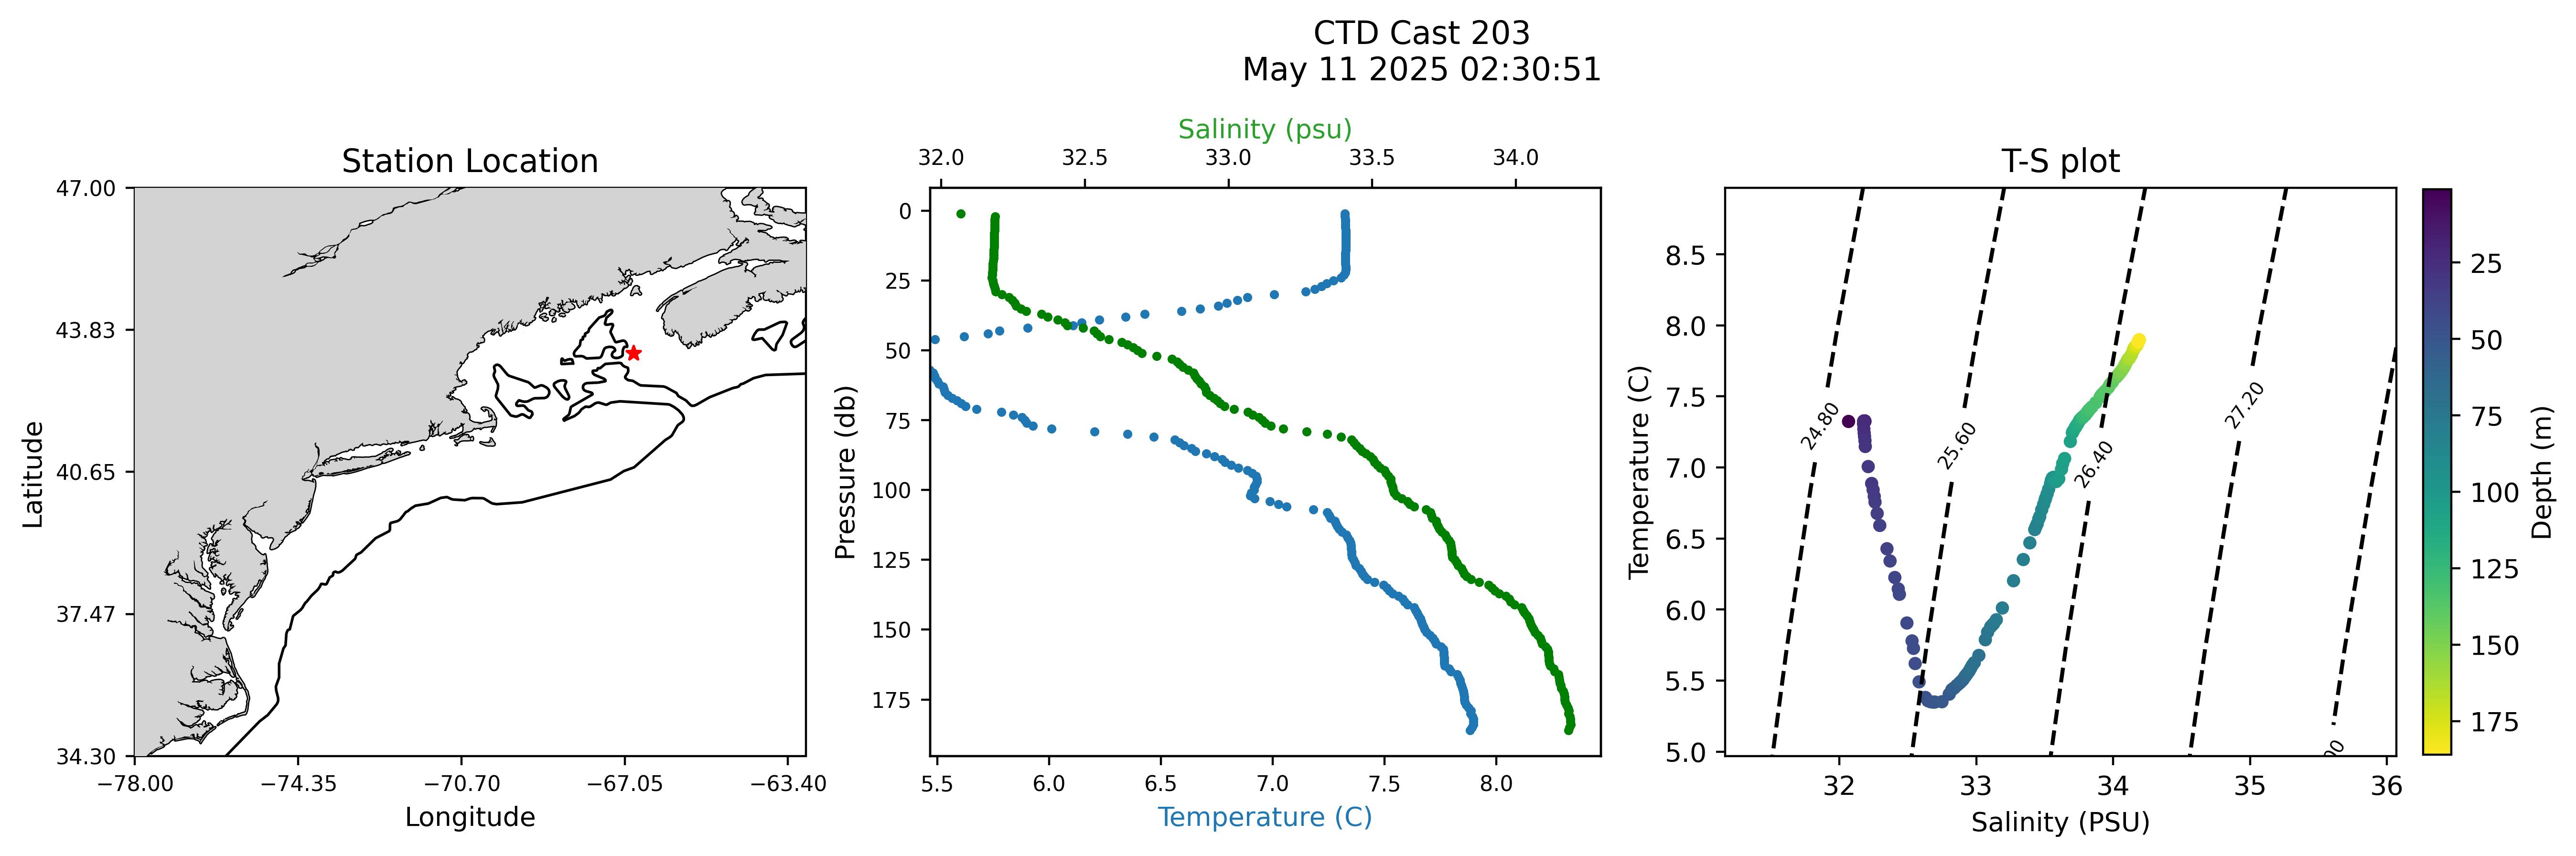 CTD Cast 203
May 11 2025 02:30:51
Station Location
47.00
43.83
40.65
37.47
34.30
Latitude
−78.00 −74.35 −70.70 −67.05 −63.40
Longitude
Salinity (psu)
32.0 32.5 33.0 33.5 34.0
0
25
50
75
100
125
150
175
Pressure (db)
5.5 6.0 6.5 7.0 7.5 8.0
Temperature (C)
T-S plot
8.5
8.0
7.5
7.0
6.5
6.0
5.5
5.0
Temperature (C)
24.80
25.60
26.40
27.20
32 33 34 35 36
Salinity (PSU)
25
50
75
100
125
150
175
Depth (m)